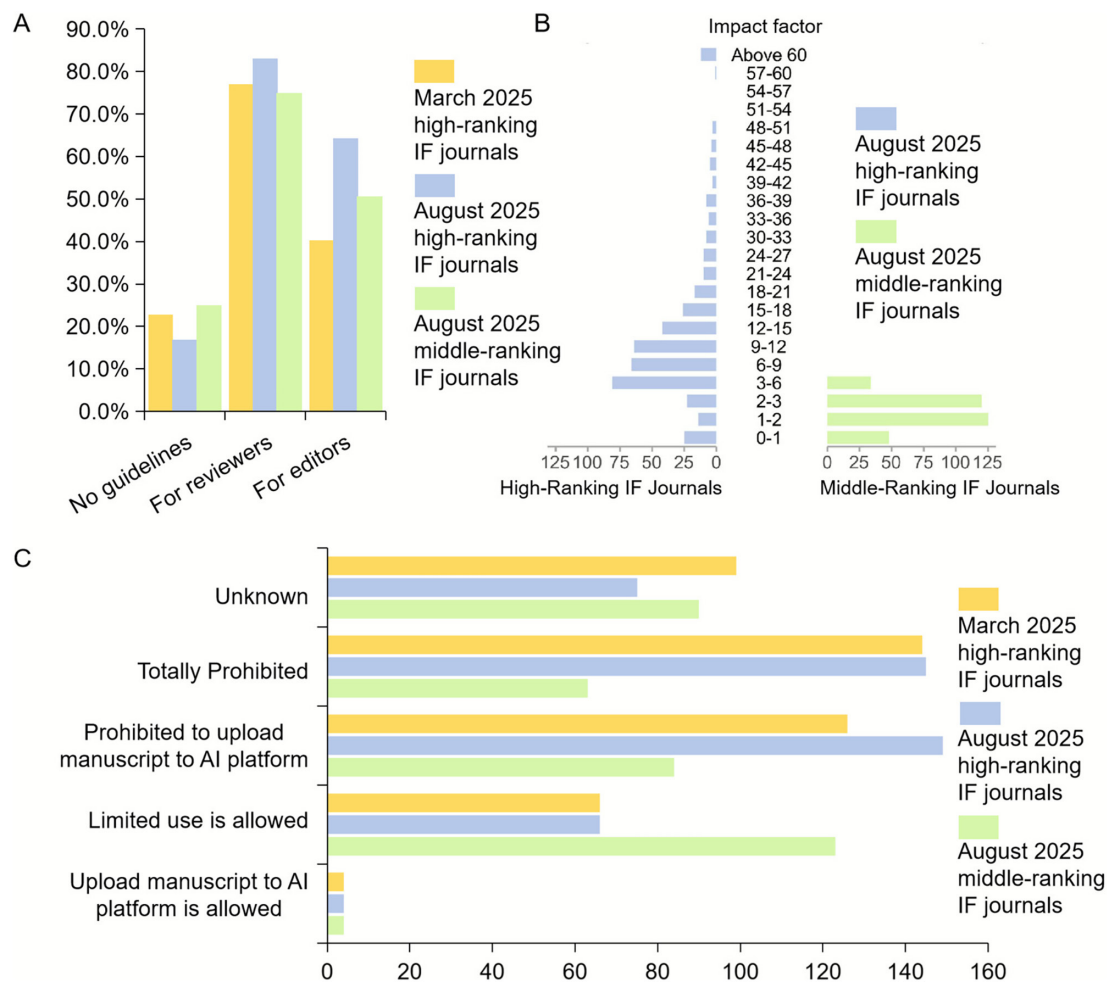 A
90.0%
80.0%
70.0%
60.0%
50.0%
40.0%
30.0%
20.0%
10.0%
0.0%
No guidelines
For reviewers
For editors
March 2025
high-ranking
IF journals
August 2025
high-ranking
IF journals
August 2025
middle-ranking
IF journals
B
Impact factor
Above 60
57-60
54-57
51-54
48-51
45-48
42-45
39-42
36-39
33-36
30-33
24-27
21-24
18-21
15-18
12-15
9-12
6-9
3-6
2-3
1-2
0-1
125 100 75 50 25 0
0 25 50 75 100 125
High-Ranking IF Journals
Middle-Ranking IF Journals
August 2025
high-ranking
IF journals
August 2025
middle-ranking
IF journals
C
Unknown
Totally Prohibited
Prohibited to upload
manuscript to AI platform
Limited use is allowed
Upload manuscript to AI
platform is allowed
0 20 40 60 80 100 120 140 160
March 2025
high-ranking
IF journals
August 2025
high-ranking
IF journals
August 2025
middle-ranking
IF journals